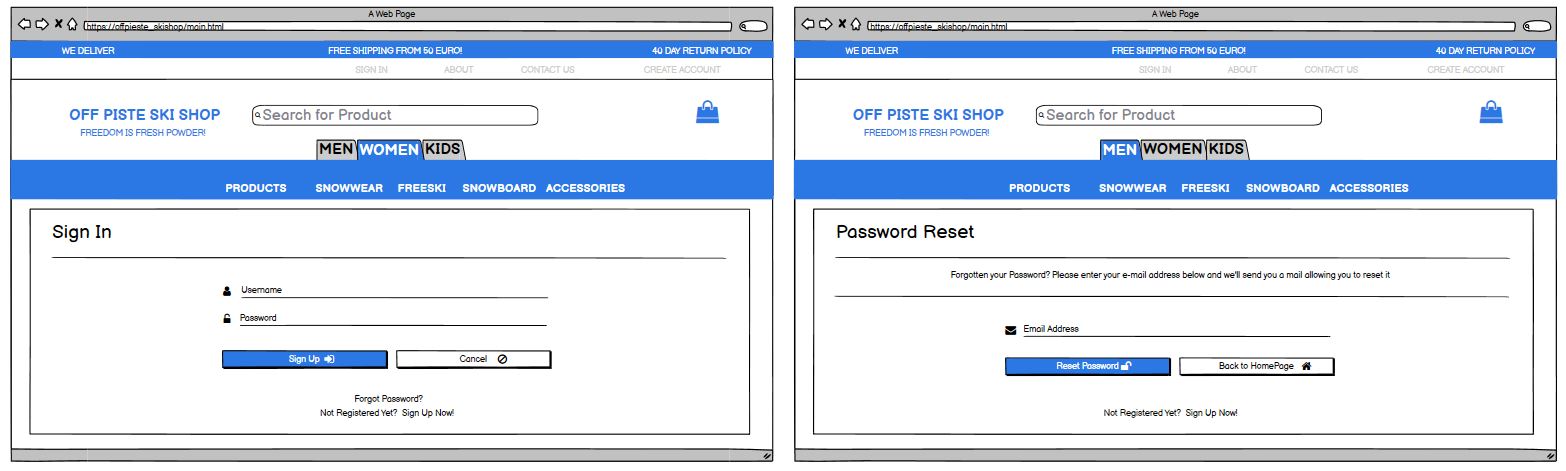 A Web Page
https://offpieste_skishop/main.html
WE DELIVER FREE SHIPPING FROM 50 EURO! 40 DAY RETURN POLICY
SIGN IN ABOUT CONTACT US CREATE ACCOUNT
OFF PISTE SKI SHOP
Search for Product
FREEDOM IS FRESH POWDER!
MEN WOMEN KIDS
PRODUCTS SNOWWEAR FREESKI SNOWBOARD ACCESSORIES
Sign In
Username
Password
Sign Up Cancel
Forgot Password?
Not Registered Yet? Sign Up Now!
A Web Page
https://offpieste_skishop/main.html
WE DELIVER FREE SHIPPING FROM 50 EURO! 40 DAY RETURN POLICY
SIGN IN ABOUT CONTACT US CREATE ACCOUNT
OFF PISTE SKI SHOP
Search for Product
FREEDOM IS FRESH POWDER!
MEN WOMEN KIDS
PRODUCTS SNOWWEAR FREESKI SNOWBOARD ACCESSORIES
Password Reset
Forgotten your Password? Please enter your e-mail address below and we'll send you a mail allowing you to reset it
Email Address
Reset Password Back to HomePage
Not Registered Yet? Sign Up Now!